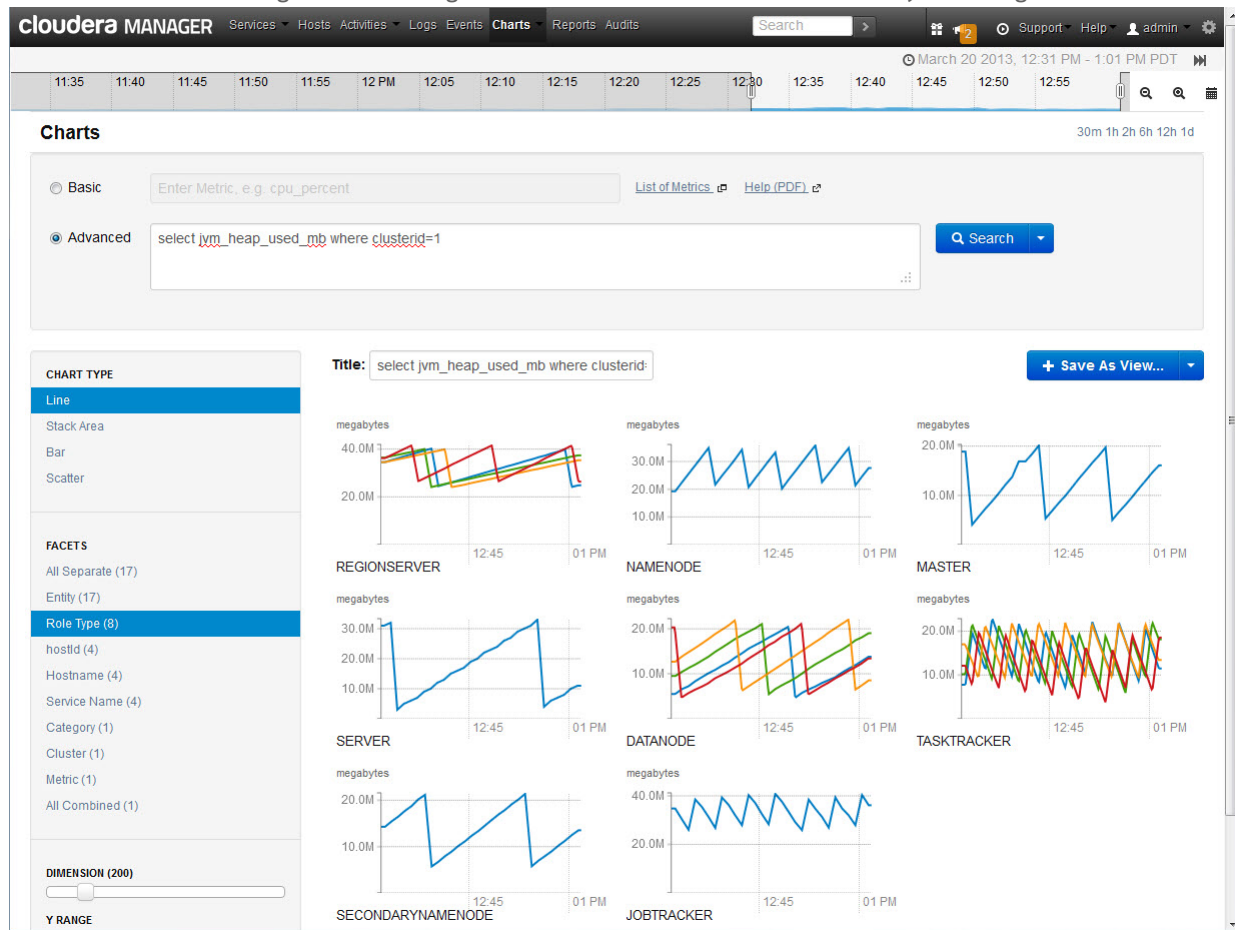 cloudera MANAGER Services Hosts Activities Logs Events Charts Reports Audits Search > 2 Support Help admin
March 20 2013, 12:31 PM - 1:01 PM PDT
11:35 11:40 11:45 11:50 11:55 12 PM 12:05 12:10 12:15 12:20 12:25 12:30 12:35 12:40 12:45 12:50 12:55
Charts
30m 1h 2h 6h 12h 1d
Basic Enter Metric, e.g. cpu_percent List of Metrics Help (PDF)
Advanced select jvm_heap_used_mb where clusterid=1 Search
CHART TYPE
Line
Stack Area
Bar
Scatter
FACETS
All Separate (17)
Entity (17)
Role Type (8)
hostId (4)
Hostname (4)
Service Name (4)
Category (1)
Cluster (1)
Metric (1)
All Combined (1)
DIMENSION (200)
Y RANGE
Title: select jvm_heap_used_mb where clusterid=
+ Save As View...
megabytes
40.0M
20.0M
12:45 01 PM
REGIONSERVER
megabytes
30.0M
20.0M
10.0M
12:45 01 PM
NAMENODE
megabytes
20.0M
10.0M
12:45 01 PM
MASTER
megabytes
30.0M
20.0M
10.0M
12:45 01 PM
SERVER
megabytes
20.0M
10.0M
12:45 01 PM
DATANODE
megabytes
20.0M
10.0M
12:45 01 PM
TASKTRACKER
megabytes
20.0M
10.0M
12:45 01 PM
SECONDARYNAMENODE
megabytes
40.0M
20.0M
12:45 01 PM
JOBTRACKER